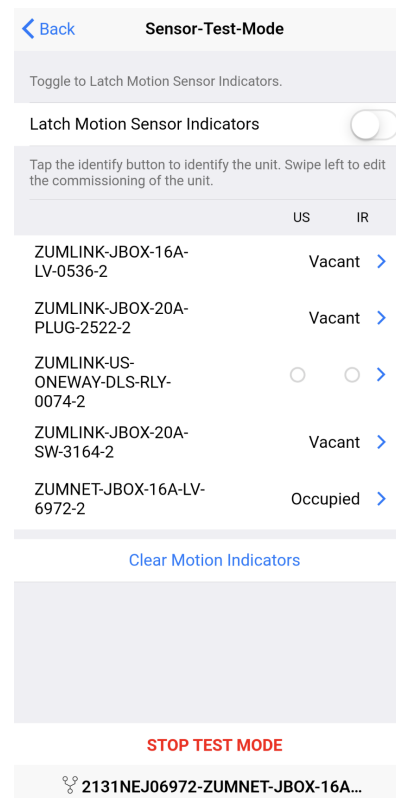 Back
Sensor-Test-Mode
Toggle to Latch Motion Sensor Indicators.
Latch Motion Sensor Indicators
Tap the identify button to identify the unit. Swipe left to edit
the commissioning of the unit.
US IR
ZUMLINK-JBOX-16A-
LV-0536-2
Vacant
ZUMLINK-JBOX-20A-
PLUG-2522-2
Vacant
ZUMLINK-US-
ONEWAY-DLS-RLY-
0074-2
ZUMLINK-JBOX-20A-
SW-3164-2
Vacant
ZUMNET-JBOX-16A-LV-
6972-2
Occupied
Clear Motion Indicators
STOP TEST MODE
2131NEJ06972-ZUMNET-JBOX-16A...